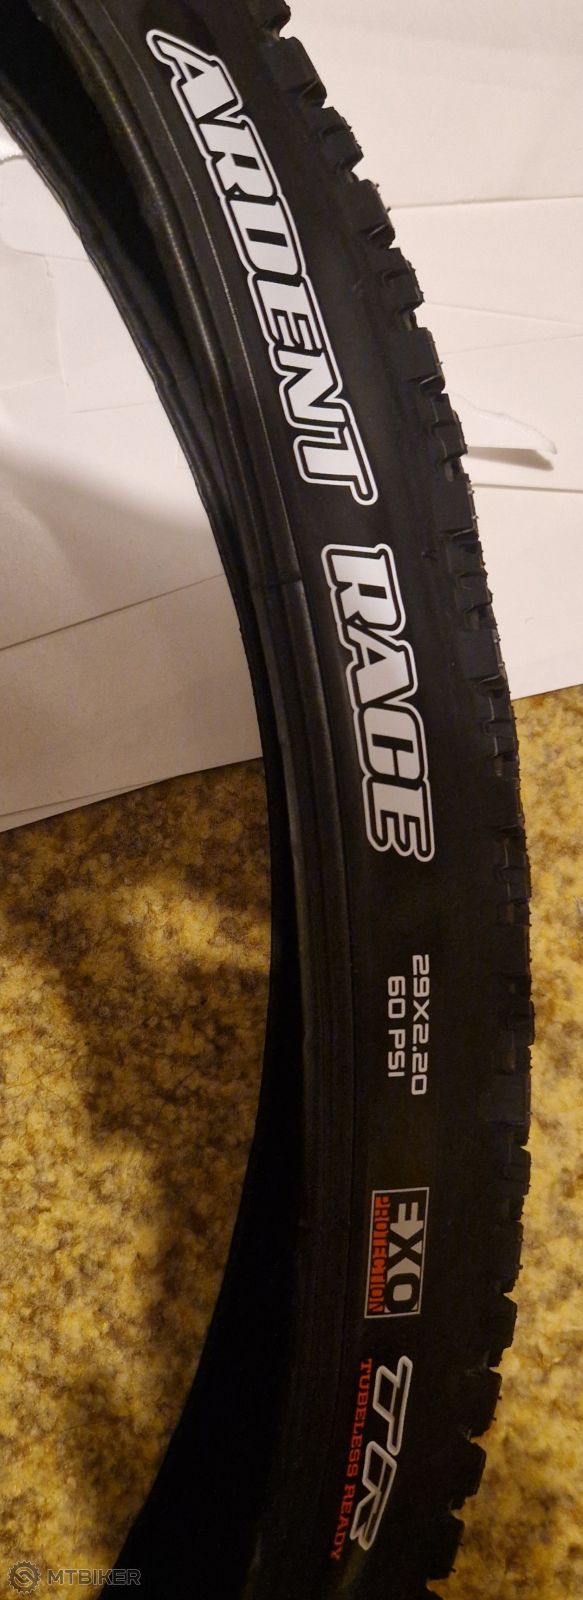 ARDENT RACE
29X2.20
60 PSI
EXO
PROTECTION
TR
TUBELESS READY
MTBIKER